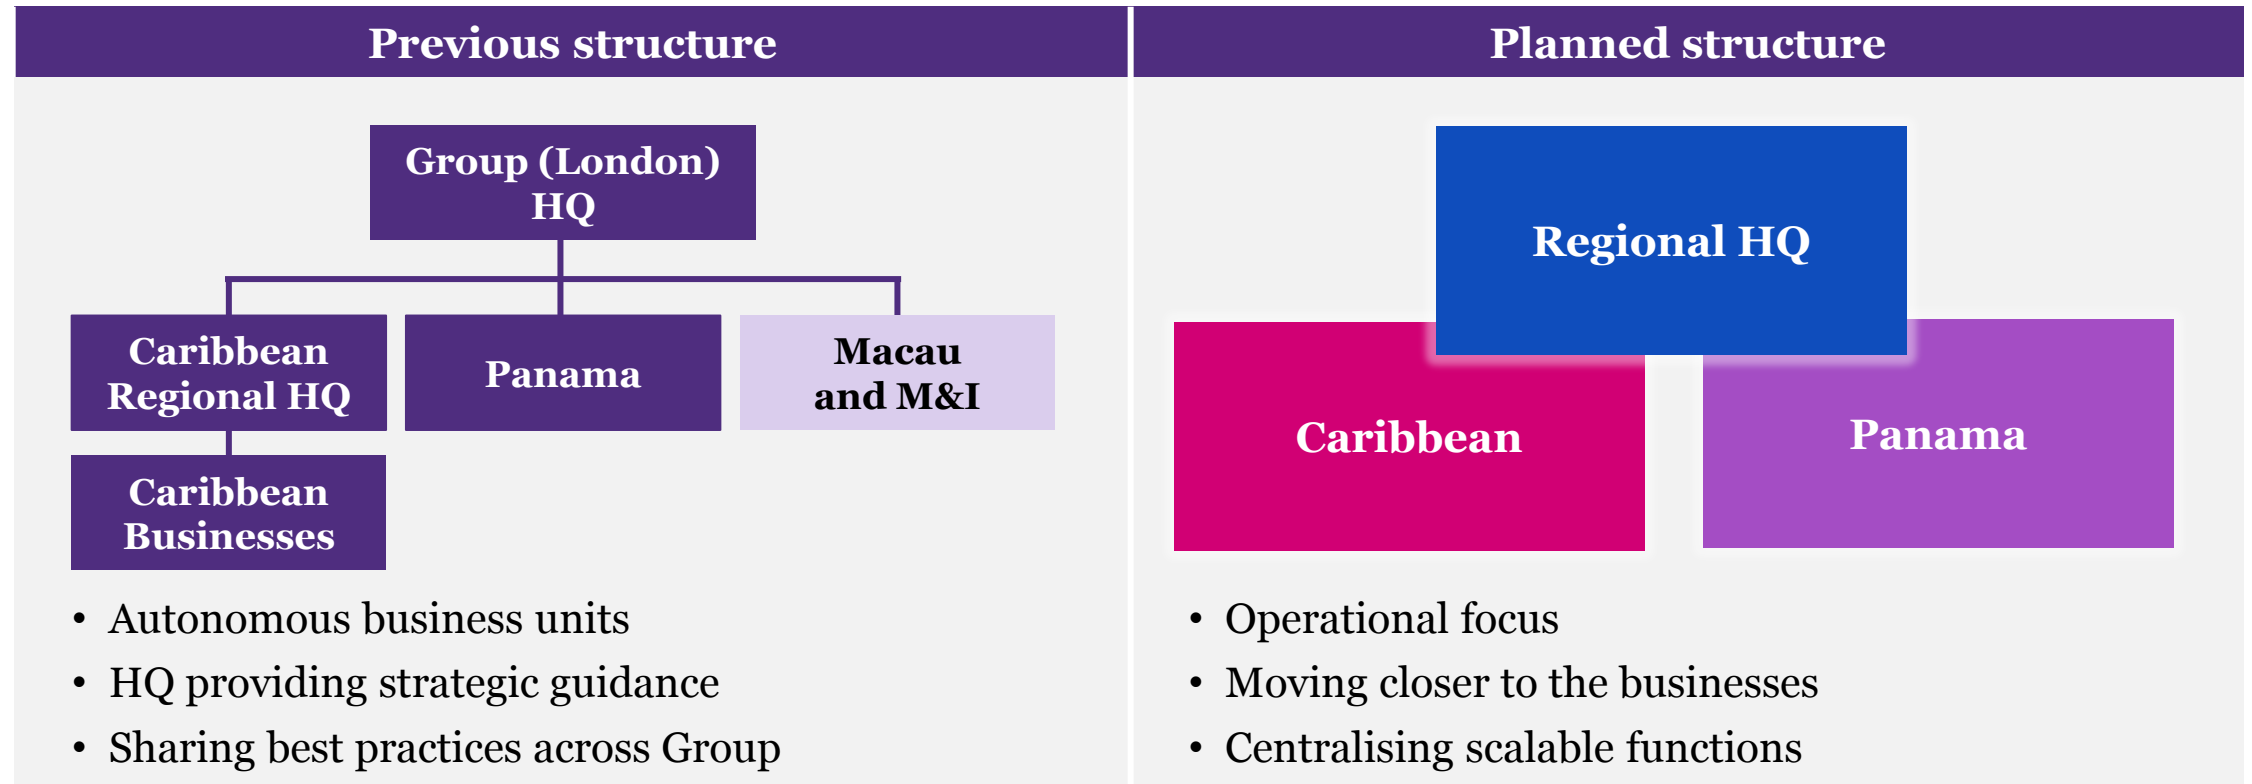 Previous structure
Group (London)
HQ
Caribbean
Regional HQ
Panama
Macau
and M&I
Caribbean
Businesses
• Autonomous business units
• HQ providing strategic guidance
• Sharing best practices across Group
Planned structure
Regional HQ
Caribbean
Panama
• Operational focus
• Moving closer to the businesses
• Centralising scalable functions